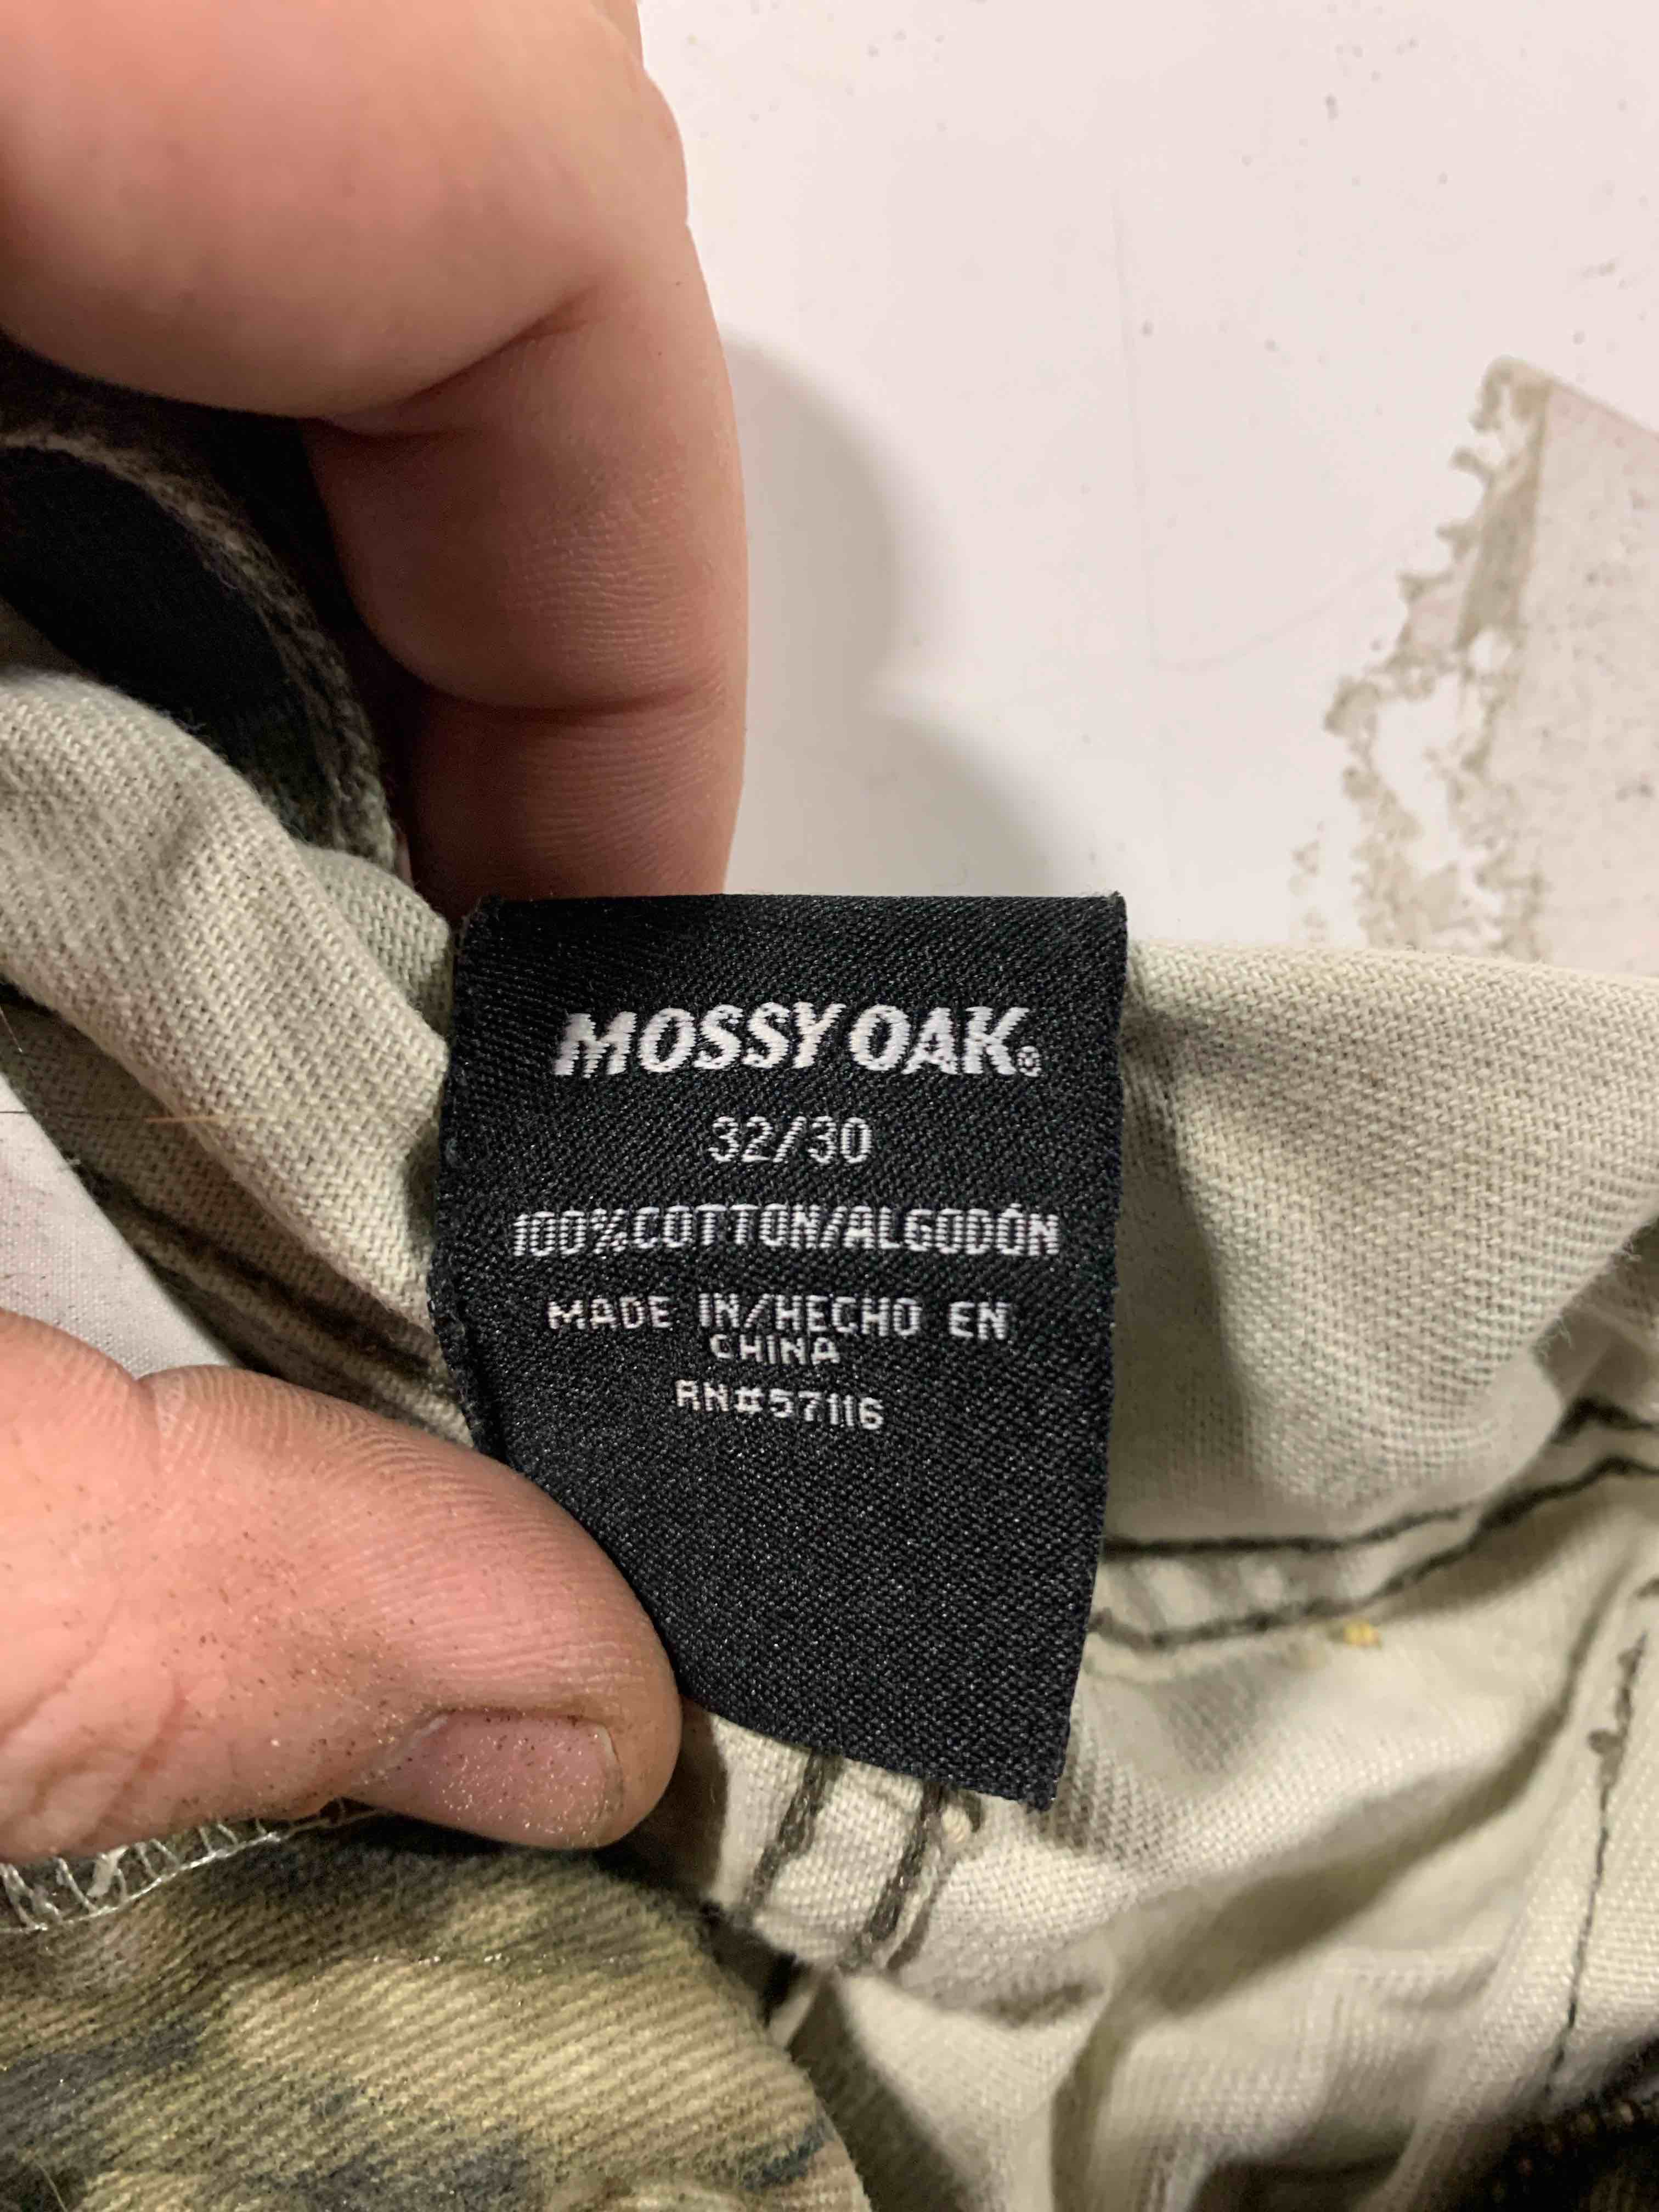 MOSSY OAK®
32/30
100% COTTON/ALGODÓN
MADE IN/HECHO EN
CHINA
RN#57116